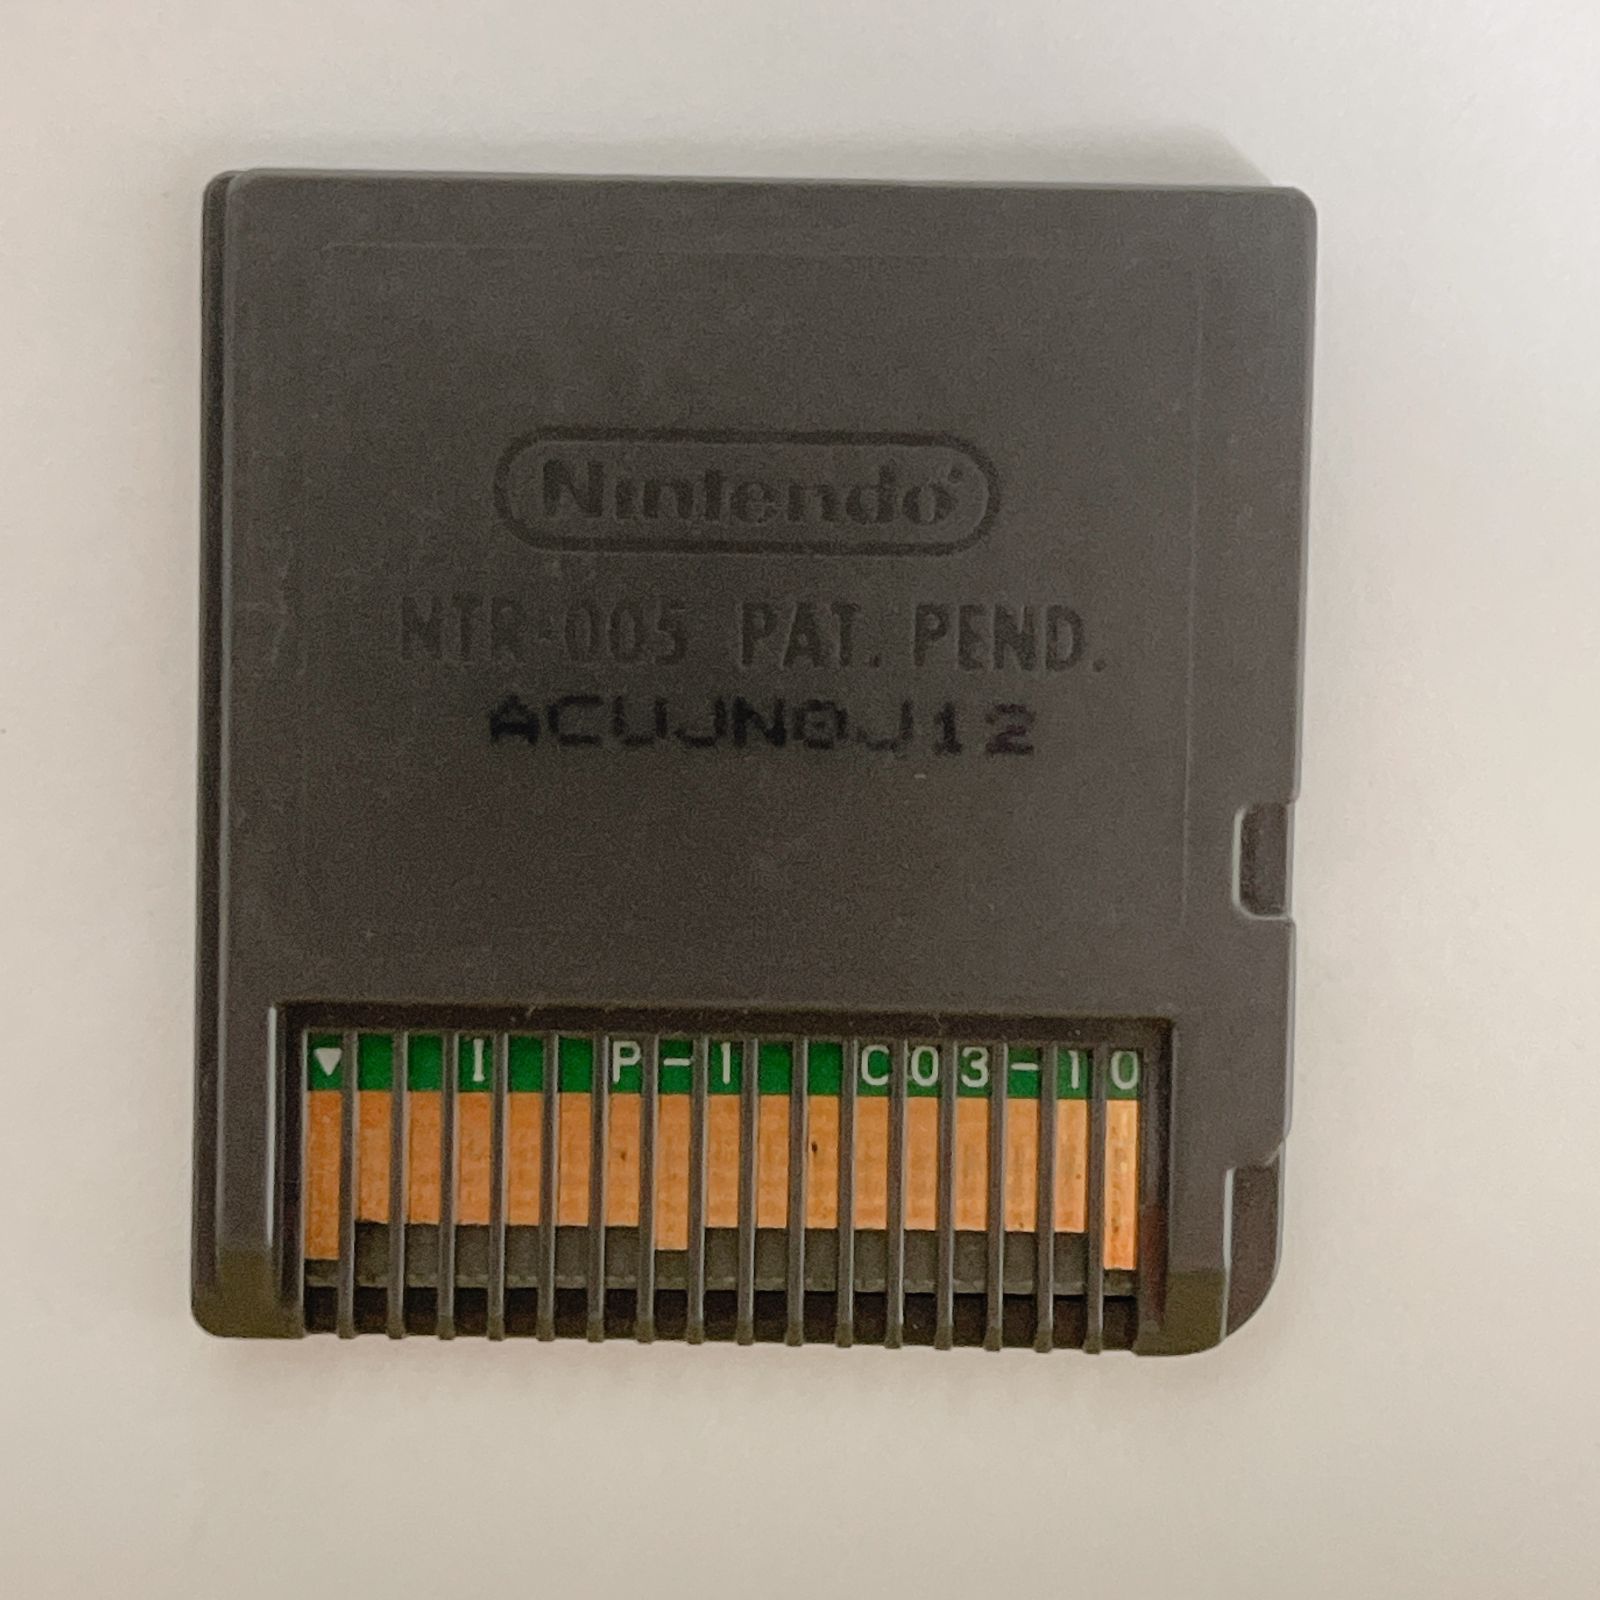 Nintendo
NTR-005 PAT. PEND.
ACUJN0J12
▼ I P-1 C03-10